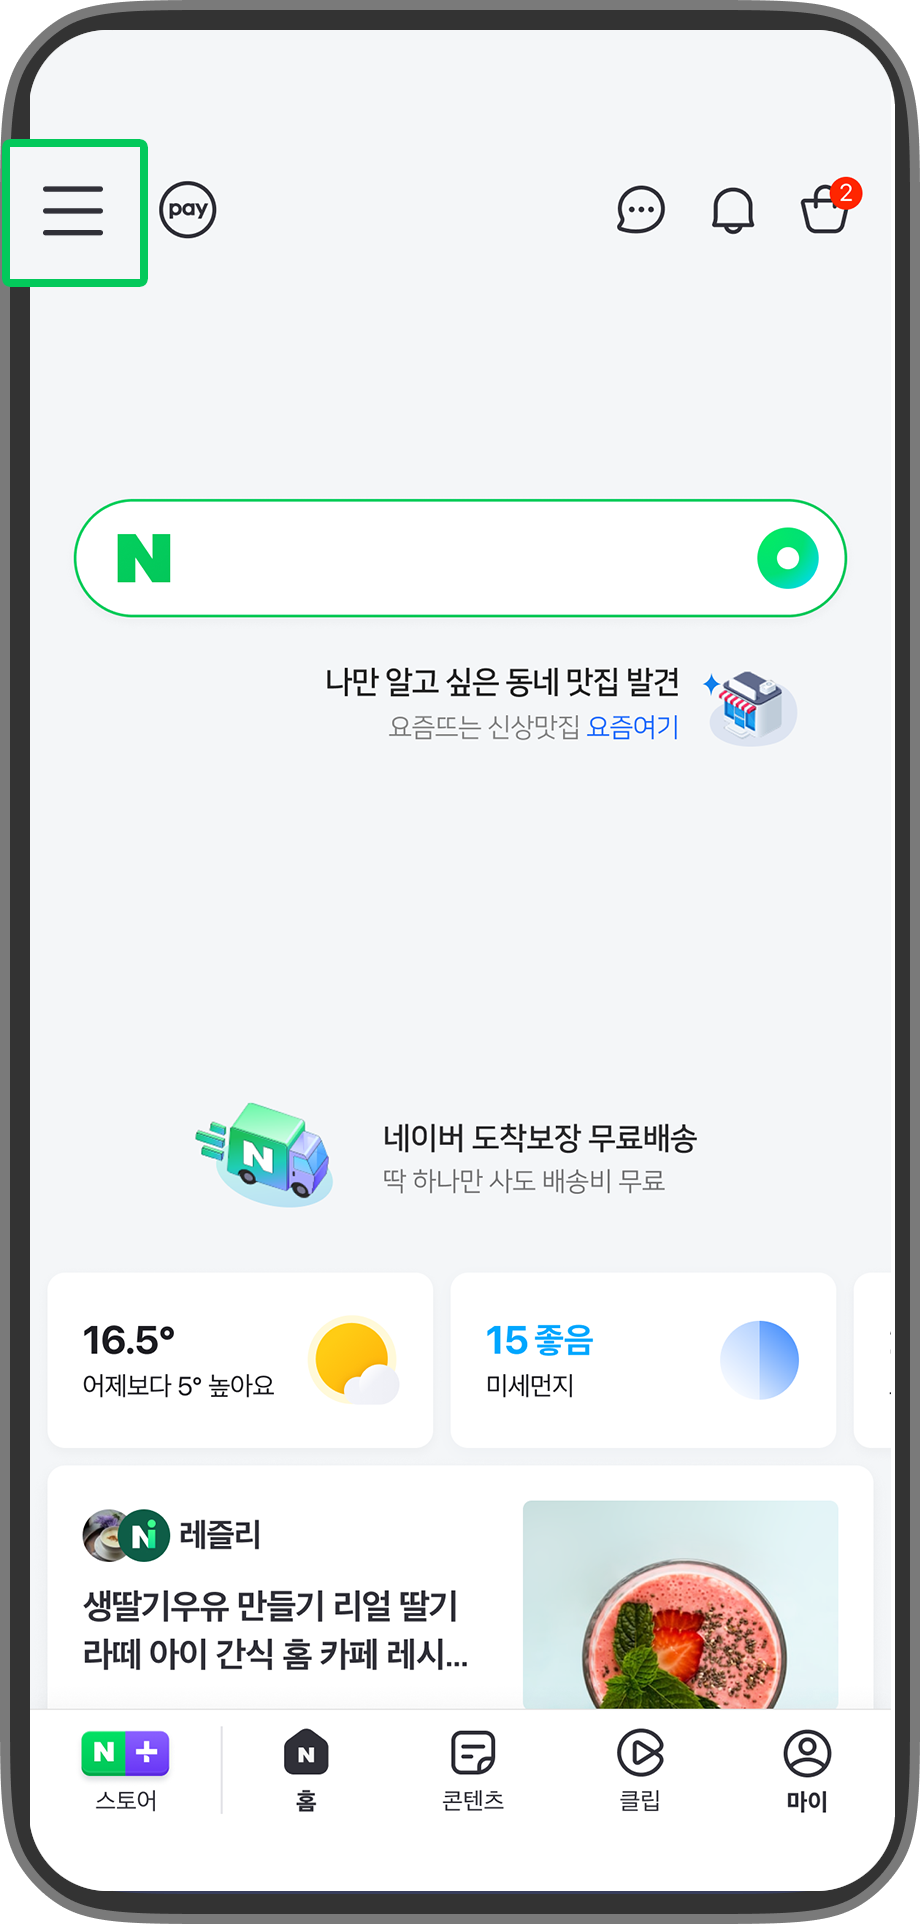 pay
2
N
나만 알고 싶은 동네 맛집 발견
요즘뜨는 신상맛집 요즘여기
N
네이버 도착보장 무료배송
딱 하나만 사도 배송비 무료
16.5°
어제보다 5° 높아요
15 좋음
미세먼지
Ni 레즐리
생딸기우유 만들기 리얼 딸기
라떼 아이 간식 홈 카페 레시...
N +
스토어
N
홈
콘텐츠
클립
마이